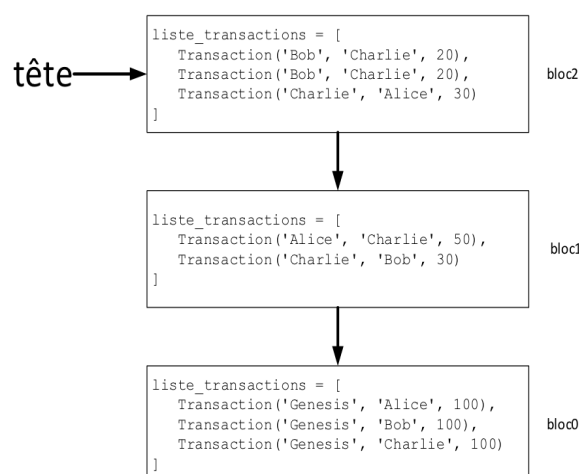 liste_transactions = [
Transaction('Bob', 'Charlie', 20),
Transaction('Bob', 'Charlie', 20),
Transaction('Charlie', 'Alice', 30)
]
tête
bloc2
liste_transactions = [
Transaction('Alice', 'Charlie', 50),
Transaction('Charlie', 'Bob', 30)
]
bloc1
liste_transactions = [
Transaction('Genesis', 'Alice', 100),
Transaction('Genesis', 'Bob', 100),
Transaction('Genesis', 'Charlie', 100)
]
bloc0